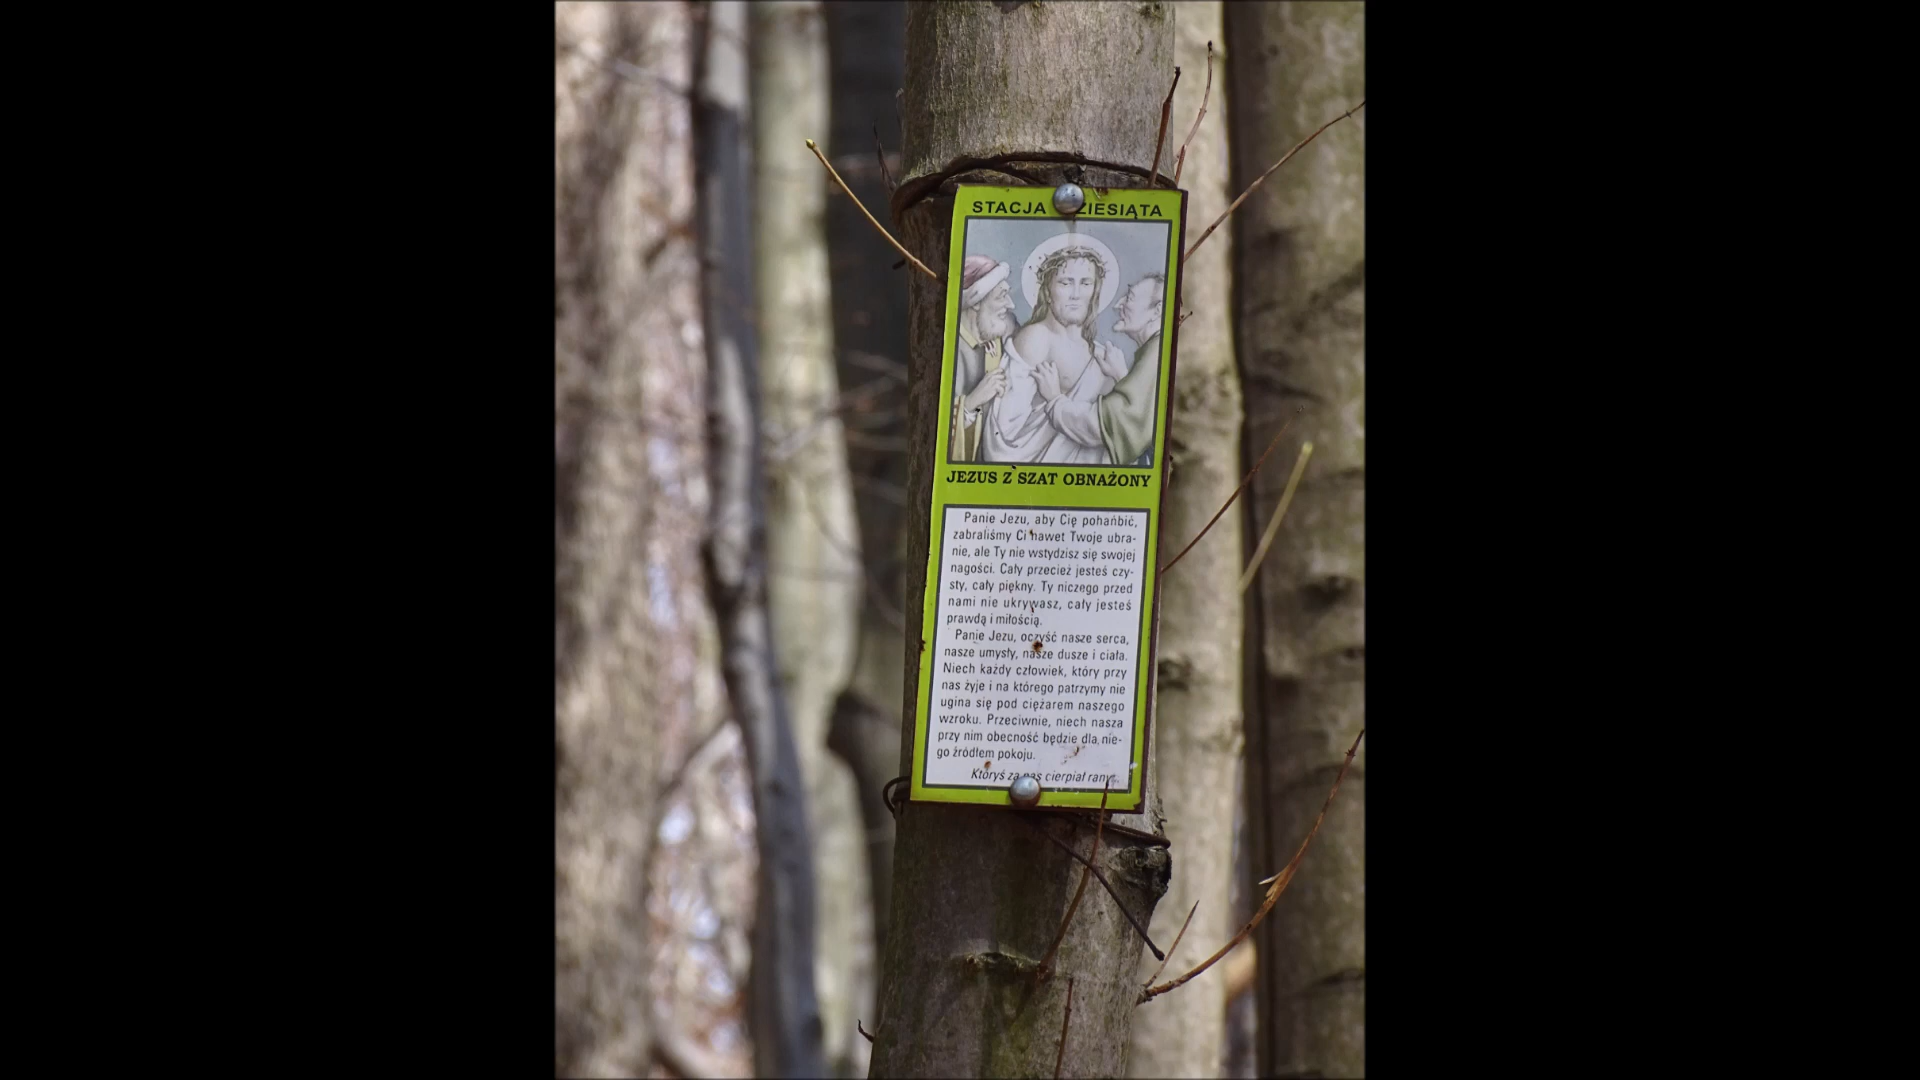 STACJA ZIESIĄTA
JEZUS Z SZAT OBNAŻONY
Panie Jezu, aby Cię pohańbić,
zabraliśmy Ci nawet Twoje ubra-
nie, ale Ty nie wstydzisz się swojej
nagości. Cały przecież jesteś czy-
sty, cały piękny. Ty niczego przed
nami nie ukrywasz, cały jesteś
prawdą i miłością.
Panie Jezu, oczyść nasze serca,
nasze umysły, nasze dusze i ciała.
Niech każdy człowiek, który przy
nas żyje i na którego patrzymy nie
ugina się pod ciężarem naszego
wzroku. Przeciwnie, niech nasza
przy nim obecność będzie dla nie-
go źródłem pokoju.
Któryś za nas cierpiał rany...